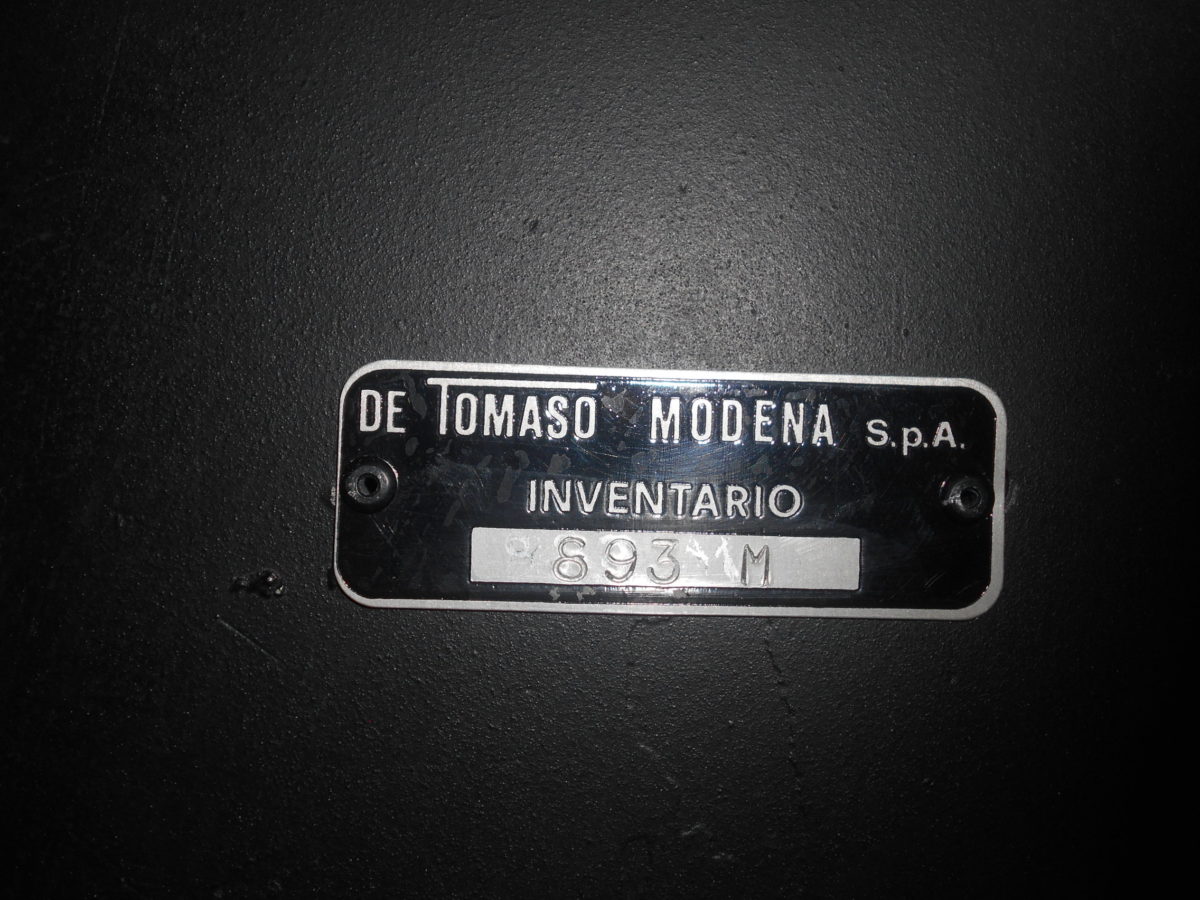 DE TOMASO MODENA S.p.A.
INVENTARIO
893 M